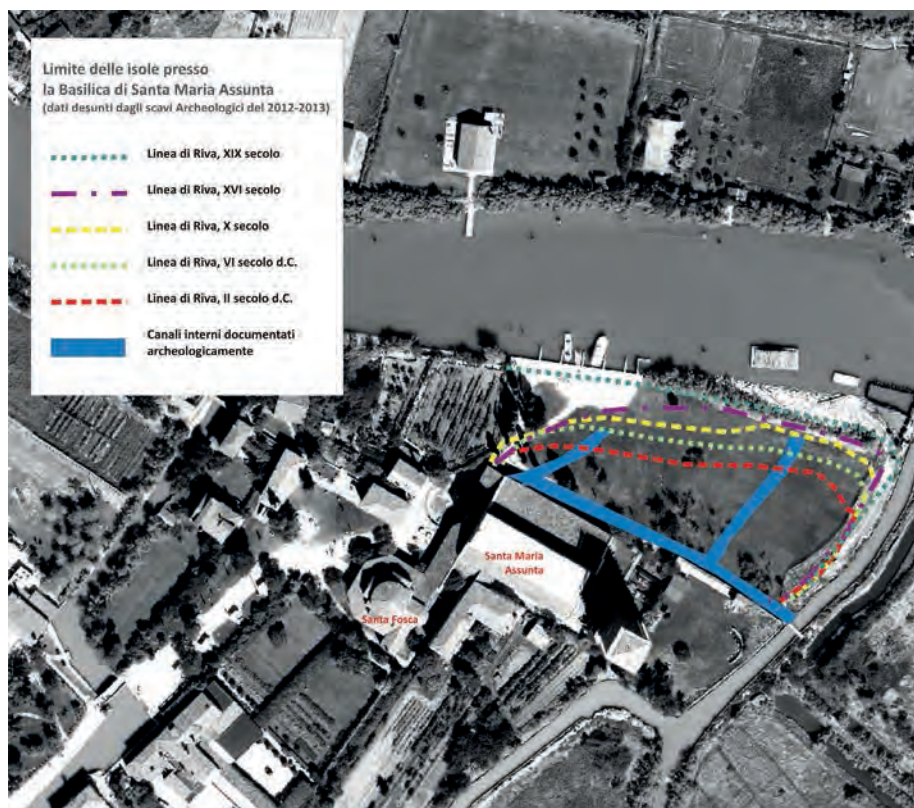 Limite delle isole presso
la Basilica di Santa Maria Assunta
(dati desunti dagli scavi Archeologici del 2012-2013)
Linea di Riva, XIX secolo
Linea di Riva, XVI secolo
Linea di Riva, X secolo
Linea di Riva, VI secolo d.C.
Linea di Riva, II secolo d.C.
Canali interni documentati
archeologicamente
Santa Maria
Assunta
Santa Fosca